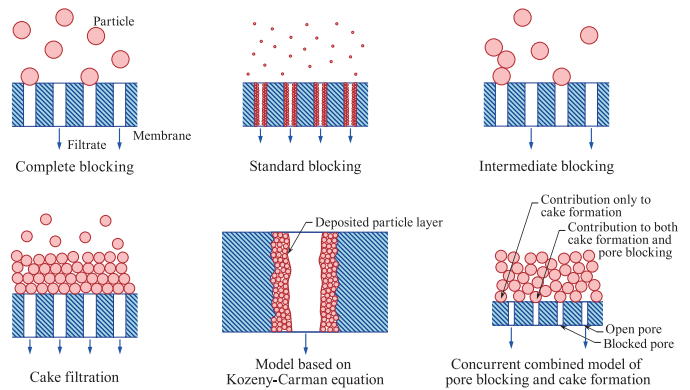 Particle
Filtrate
Membrane
Complete blocking
Standard blocking
Intermediate blocking
Cake filtration
Deposited particle layer
Model based on
Kozeny-Carman equation
Contribution only to
cake formation
Contribution to both
cake formation and
pore blocking
Open pore
Blocked pore
Concurrent combined model of
pore blocking and cake formation